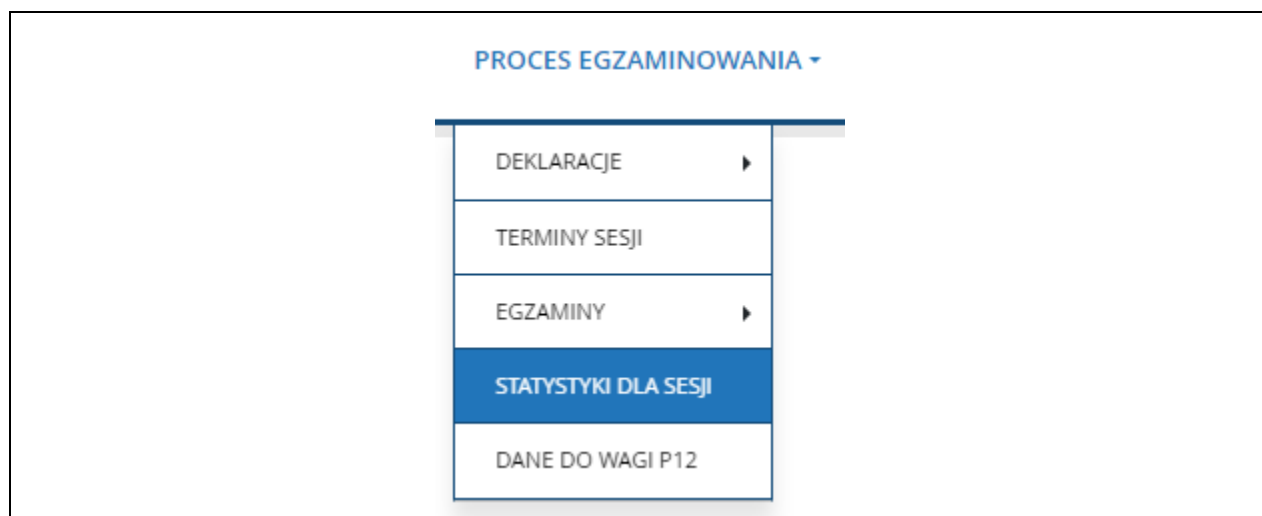 PROCES EGZAMINOWANIA
DEKLARACJE
TERMINY SESJI
EGZAMINY
STATYSTYKI DLA SESJI
DANE DO WAGI P12